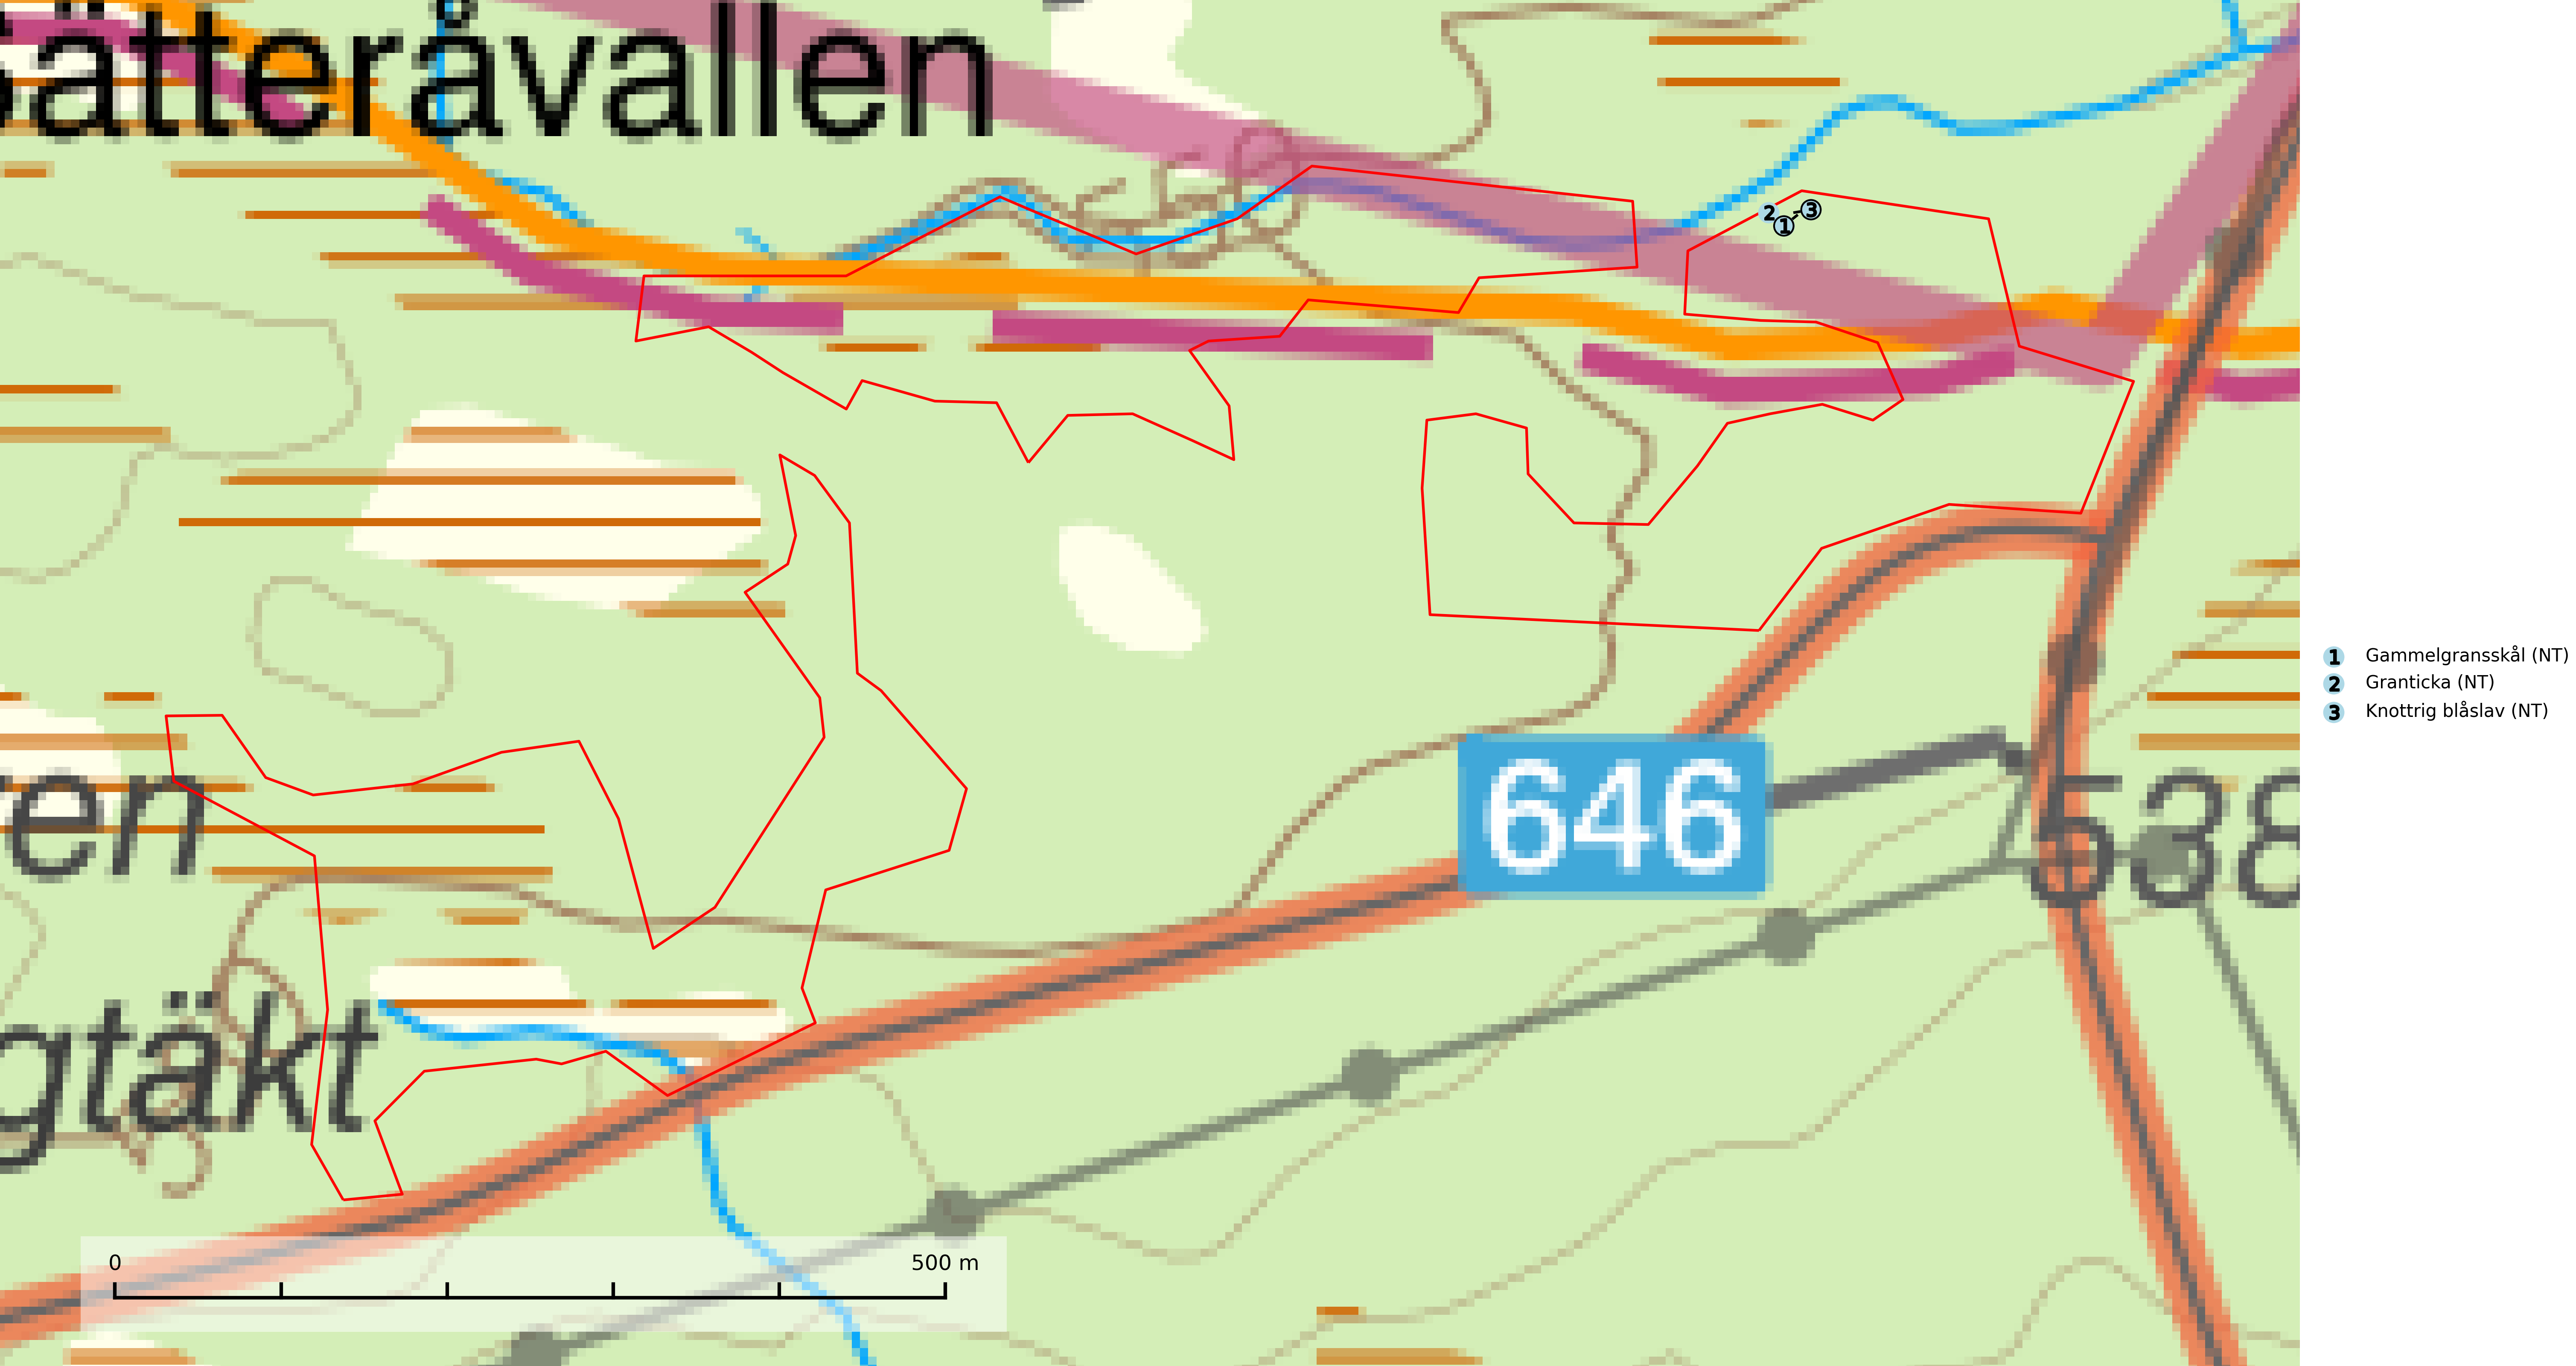 ätteråvallen
1 Gammelgransskål (NT)
2 Granticka (NT)
3 Knottrig blåslav (NT)
2
1
3
646
538
en
gtäkt
0
500 m